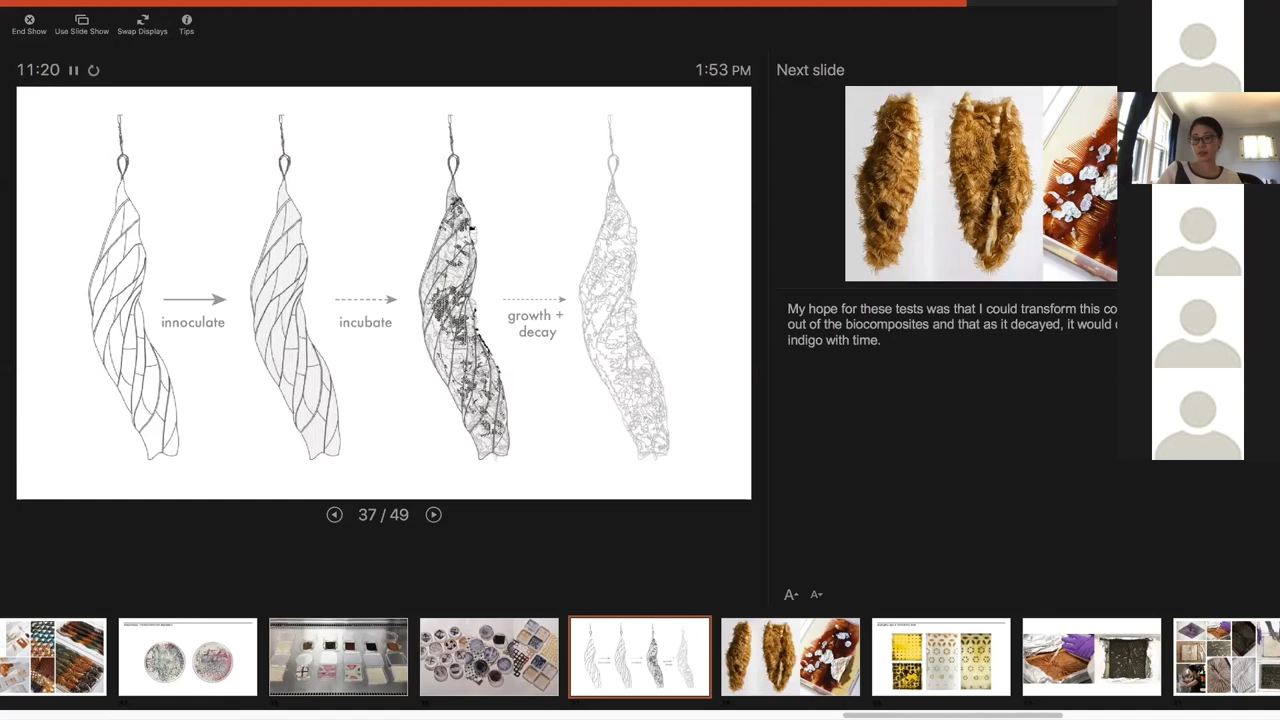 End Show
Use Slide Show
Swap Displays
Tips
11:20
1:53 PM
Next slide
innoculate
incubate
growth +
decay
My hope for these tests was that I could transform this co
out of the biocomposites and that as it decayed, it would
indigo with time.
37 / 49
A
A